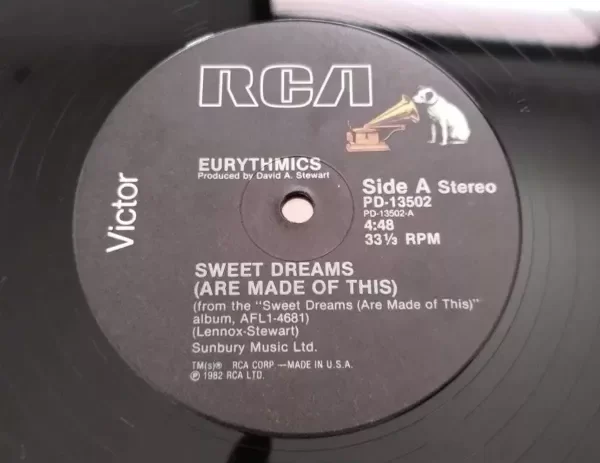 RCA
Victor
EURYTHMICS
Produced by David A. Stewart
Side A Stereo
PD-13502
PD-13502-A
4:48
33⅓ RPM
SWEET DREAMS
(ARE MADE OF THIS)
(from the "Sweet Dreams (Are Made of This)"
album, AFL1-4681)
(Lennox-Stewart)
Sunbury Music Ltd.
TM(s)® RCA CORP —MADE IN U.S.A.
℗ 1982 RCA LTD.